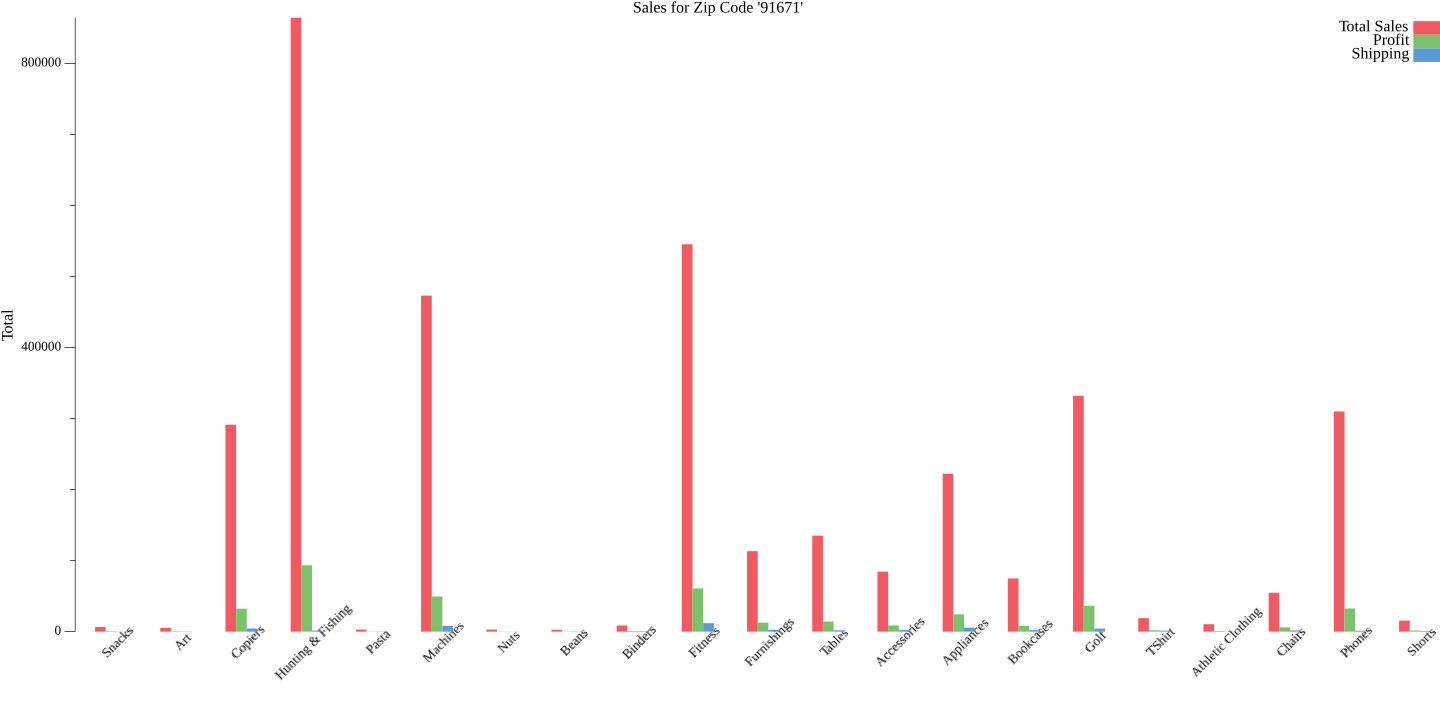 Sales for Zip Code '91671'
Total Sales
Profit
Shipping
800000
400000
0
Total
Snacks
Art
Copiers
Hunting & Fishing
Pasta
Machines
Nuts
Beans
Binders
Fitness
Furnishings
Tables
Accessories
Appliances
Bookcases
Golf
TShirt
Athletic Clothing
Chairs
Phones
Shorts